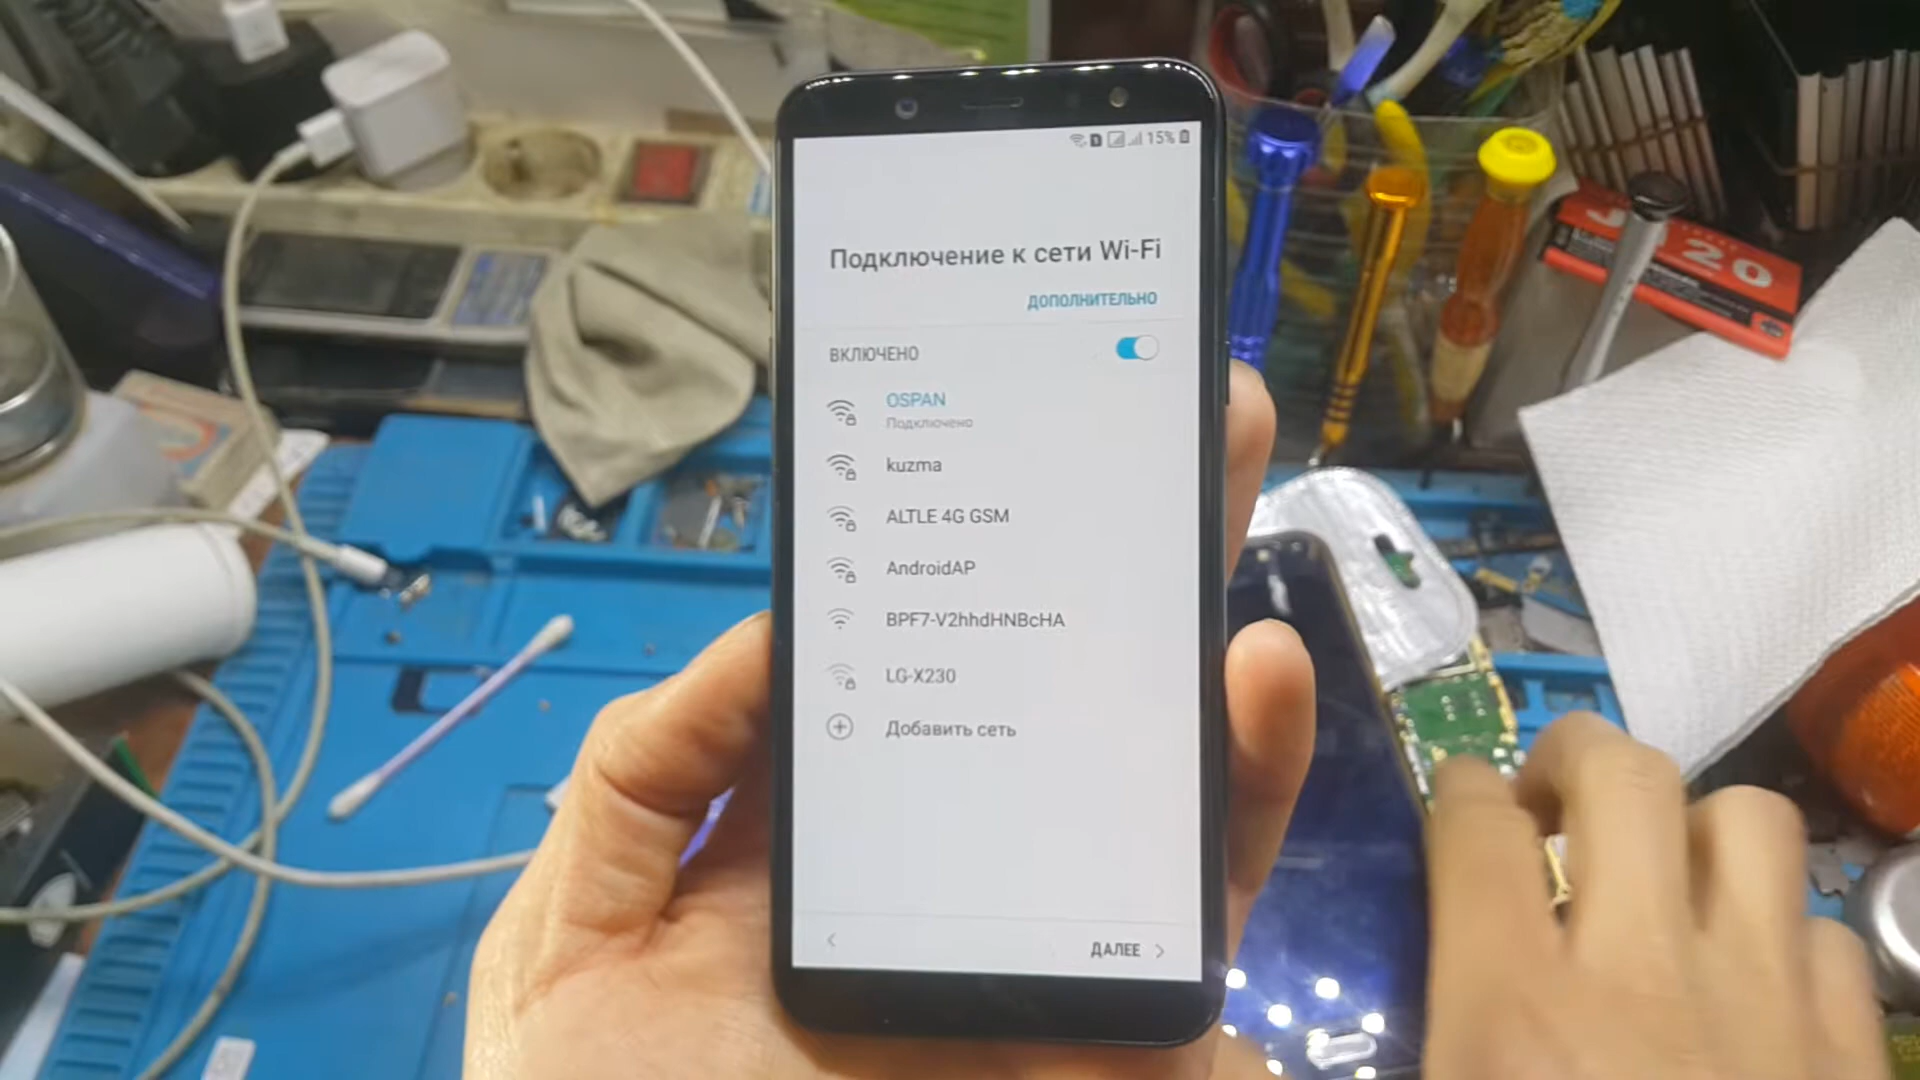 15%
Подключение к сети Wi-Fi
ДОПОЛНИТЕЛЬНО
ВКЛЮЧЕНО
OSPAN
Подключено
kuzma
ALTLE 4G GSM
AndroidAP
BPF7-V2hhdHNBcHA
LG-X230
Добавить сеть
ДАЛЕЕ
20